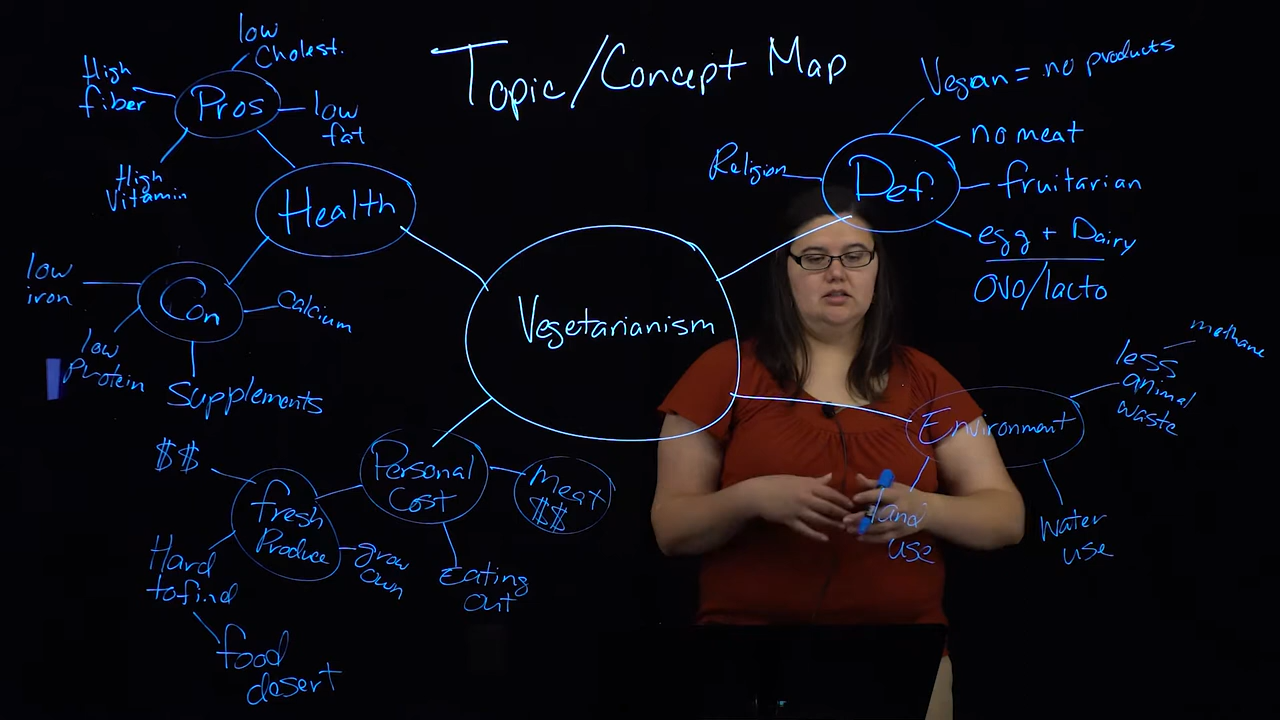 Topic/Concept Map
low
Cholest.
High
fiber
Pros
low
fat
High
Vitamin
Health
Con
low
iron
Calcium
low
Protein
Supplements
Vegetarianism
Vegan = no products
no meat
Religion
Def.
fruitarian
egg + Dairy
ovo/lacto
methane
less
animal
waste
Environment
land
use
water
use
Personal
Cost
Meat
$$
$$
fresh
Produce
grow
own
Eating
out
Hard
to find
food
desert